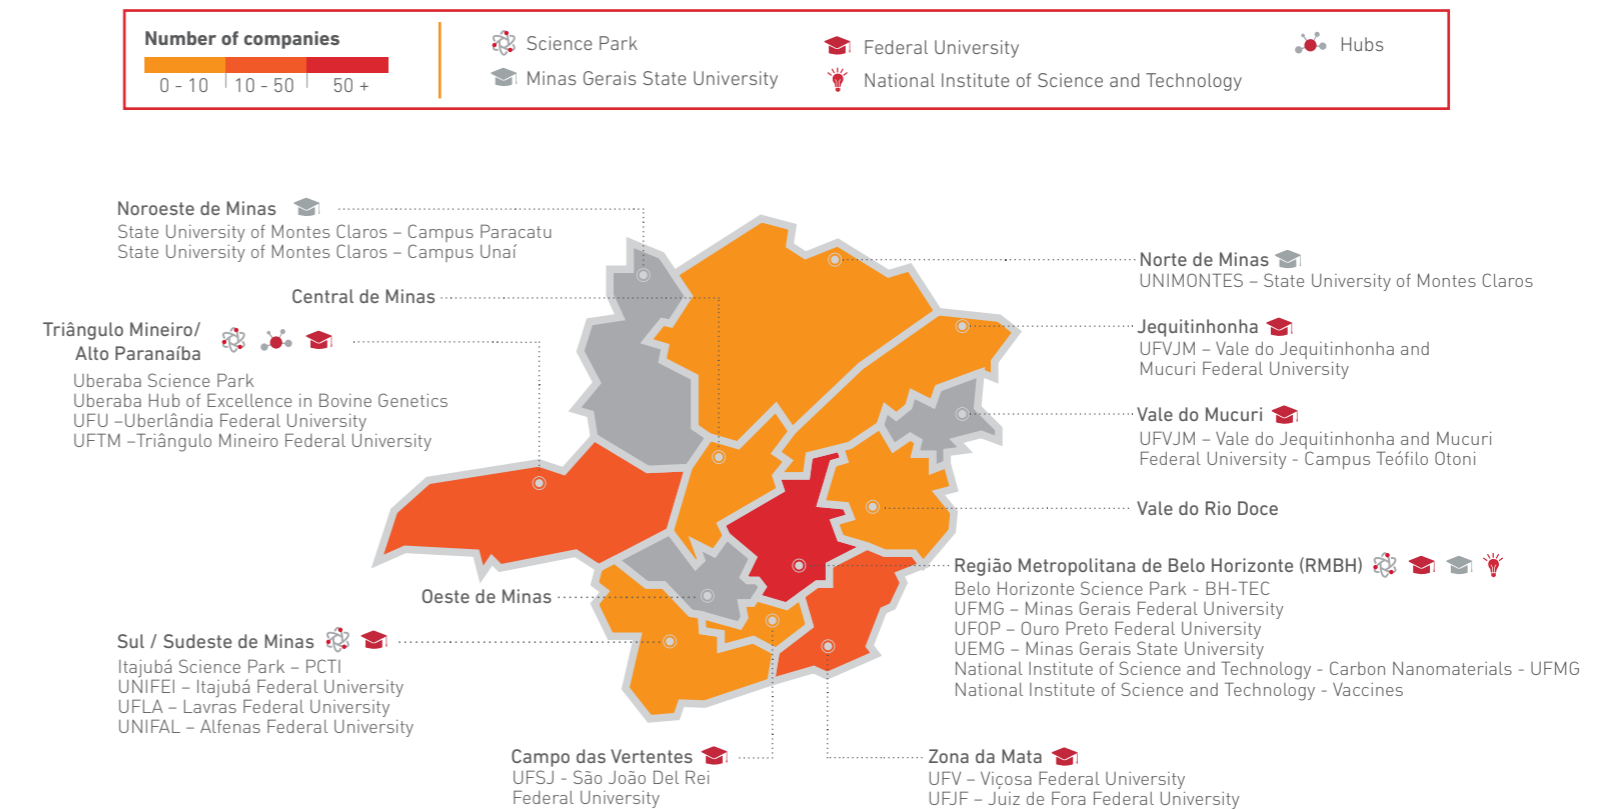 Number of companies
0 - 10
10 - 50
50 +
Science Park
Minas Gerais State University
Federal University
National Institute of Science and Technology
Hubs
Noroeste de Minas
State University of Montes Claros – Campus Paracatu
State University of Montes Claros – Campus Unaí
Central de Minas
Triângulo Mineiro/
Alto Paranaíba
Uberaba Science Park
Uberaba Hub of Excellence in Bovine Genetics
UFU –Uberlândia Federal University
UFTM –Triângulo Mineiro Federal University
Oeste de Minas
Sul / Sudeste de Minas
Itajubá Science Park – PCTI
UNIFEI – Itajubá Federal University
UFLA – Lavras Federal University
UNIFAL – Alfenas Federal University
Campo das Vertentes
UFSJ - São João Del Rei
Federal University
Norte de Minas
UNIMONTES – State University of Montes Claros
Jequitinhonha
UFVJM – Vale do Jequitinhonha and
Mucuri Federal University
Vale do Mucuri
UFVJM – Vale do Jequitinhonha and Mucuri
Federal University - Campus Teófilo Otoni
Vale do Rio Doce
Região Metropolitana de Belo Horizonte (RMBH)
Belo Horizonte Science Park - BH-TEC
UFMG – Minas Gerais Federal University
UFOP – Ouro Preto Federal University
UEMG – Minas Gerais State University
National Institute of Science and Technology - Carbon Nanomaterials - UFMG
National Institute of Science and Technology - Vaccines
Zona da Mata
UFV – Viçosa Federal University
UFJF – Juiz de Fora Federal University